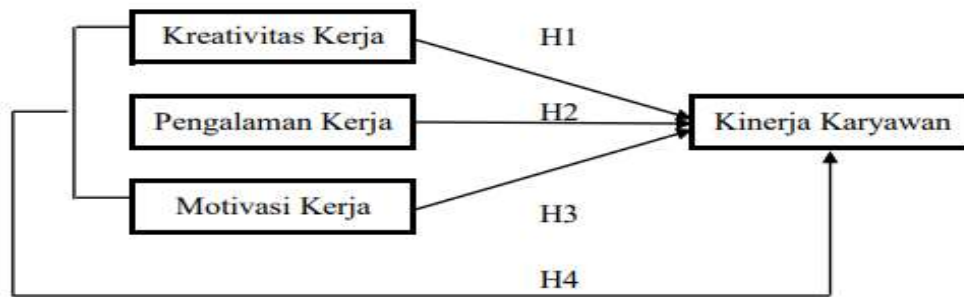 Kreativitas Kerja
H1
Pengalaman Kerja
H2
Kinerja Karyawan
Motivasi Kerja
H3
H4